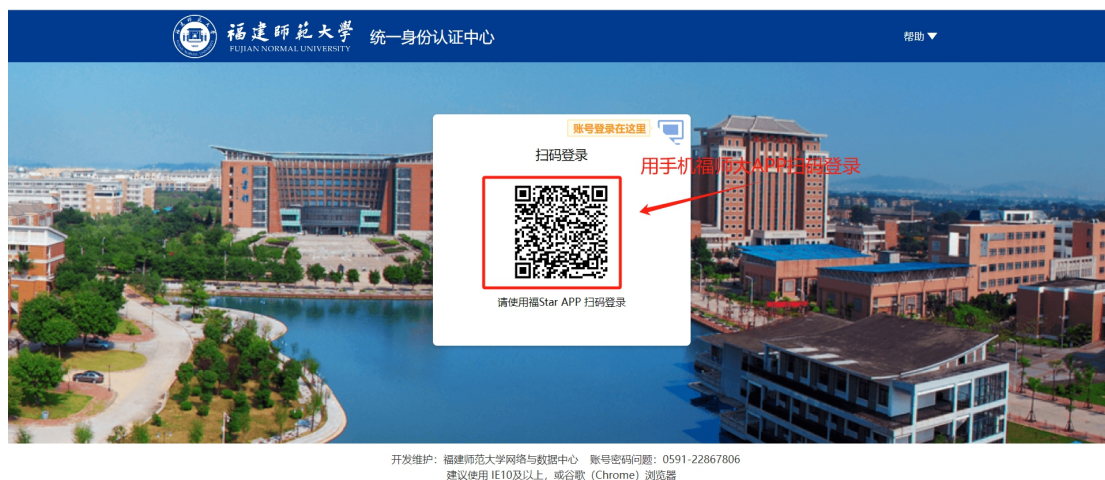 福建师范大学
FUJIAN NORMAL UNIVERSITY
统一身份认证中心
帮助▼
账号登录在这里
扫码登录
用手机福师大APP扫码登录
请使用福Star APP 扫码登录
开发维护：福建师范大学网络与数据中心 账号密码问题：0591-22867806
建议使用 IE10及以上，或谷歌（Chrome）浏览器